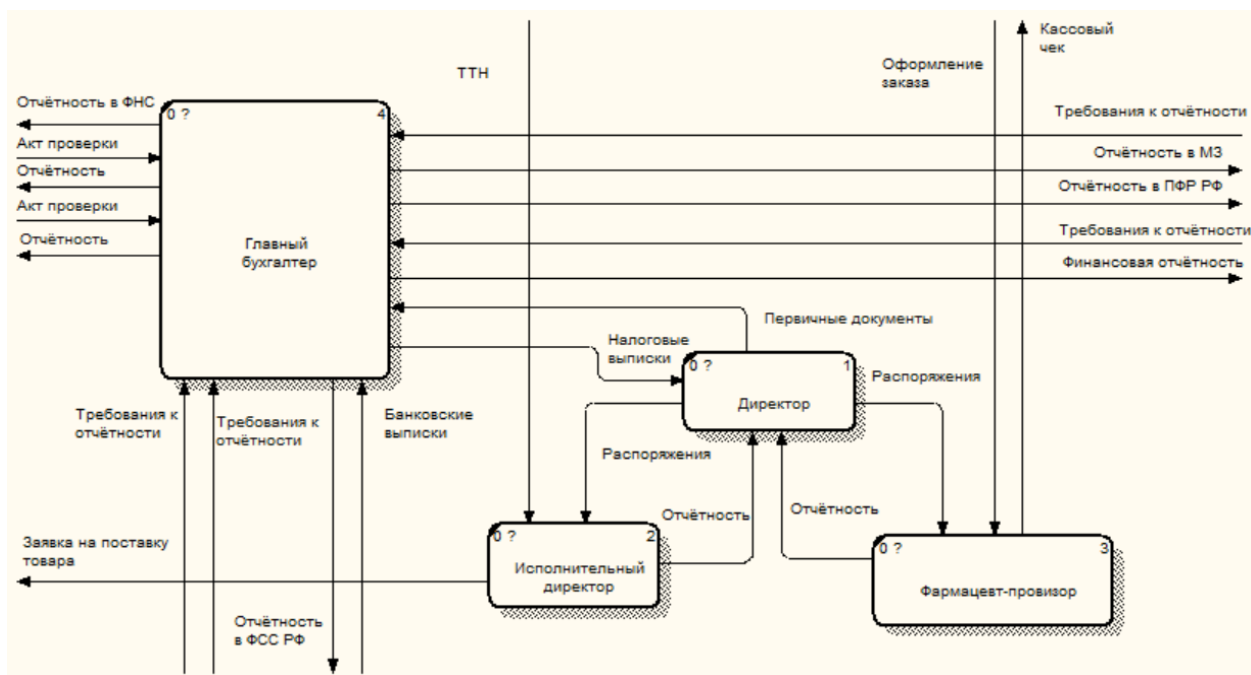 Кассовый
чек
ТТН
Оформление
заказа
Отчётность в ФНС
0 ?
4
Требования к отчётности
Акт проверки
Отчётность в МЗ
Отчётность
Отчётность в ПФР РФ
Акт проверки
Требования к отчётности
Отчётность
Главный
бухгалтер
Финансовая отчётность
Первичные документы
Налоговые
выписки
0 ?
1
Распоряжения
Директор
Требования к
отчётности
Требования к
отчётности
Банковские
выписки
Распоряжения
Отчётность
Отчётность
0 ?
2
0 ?
3
Заявка на поставку
товара
Исполнительный
директор
Фармацевт-провизор
Отчётность
в ФСС РФ